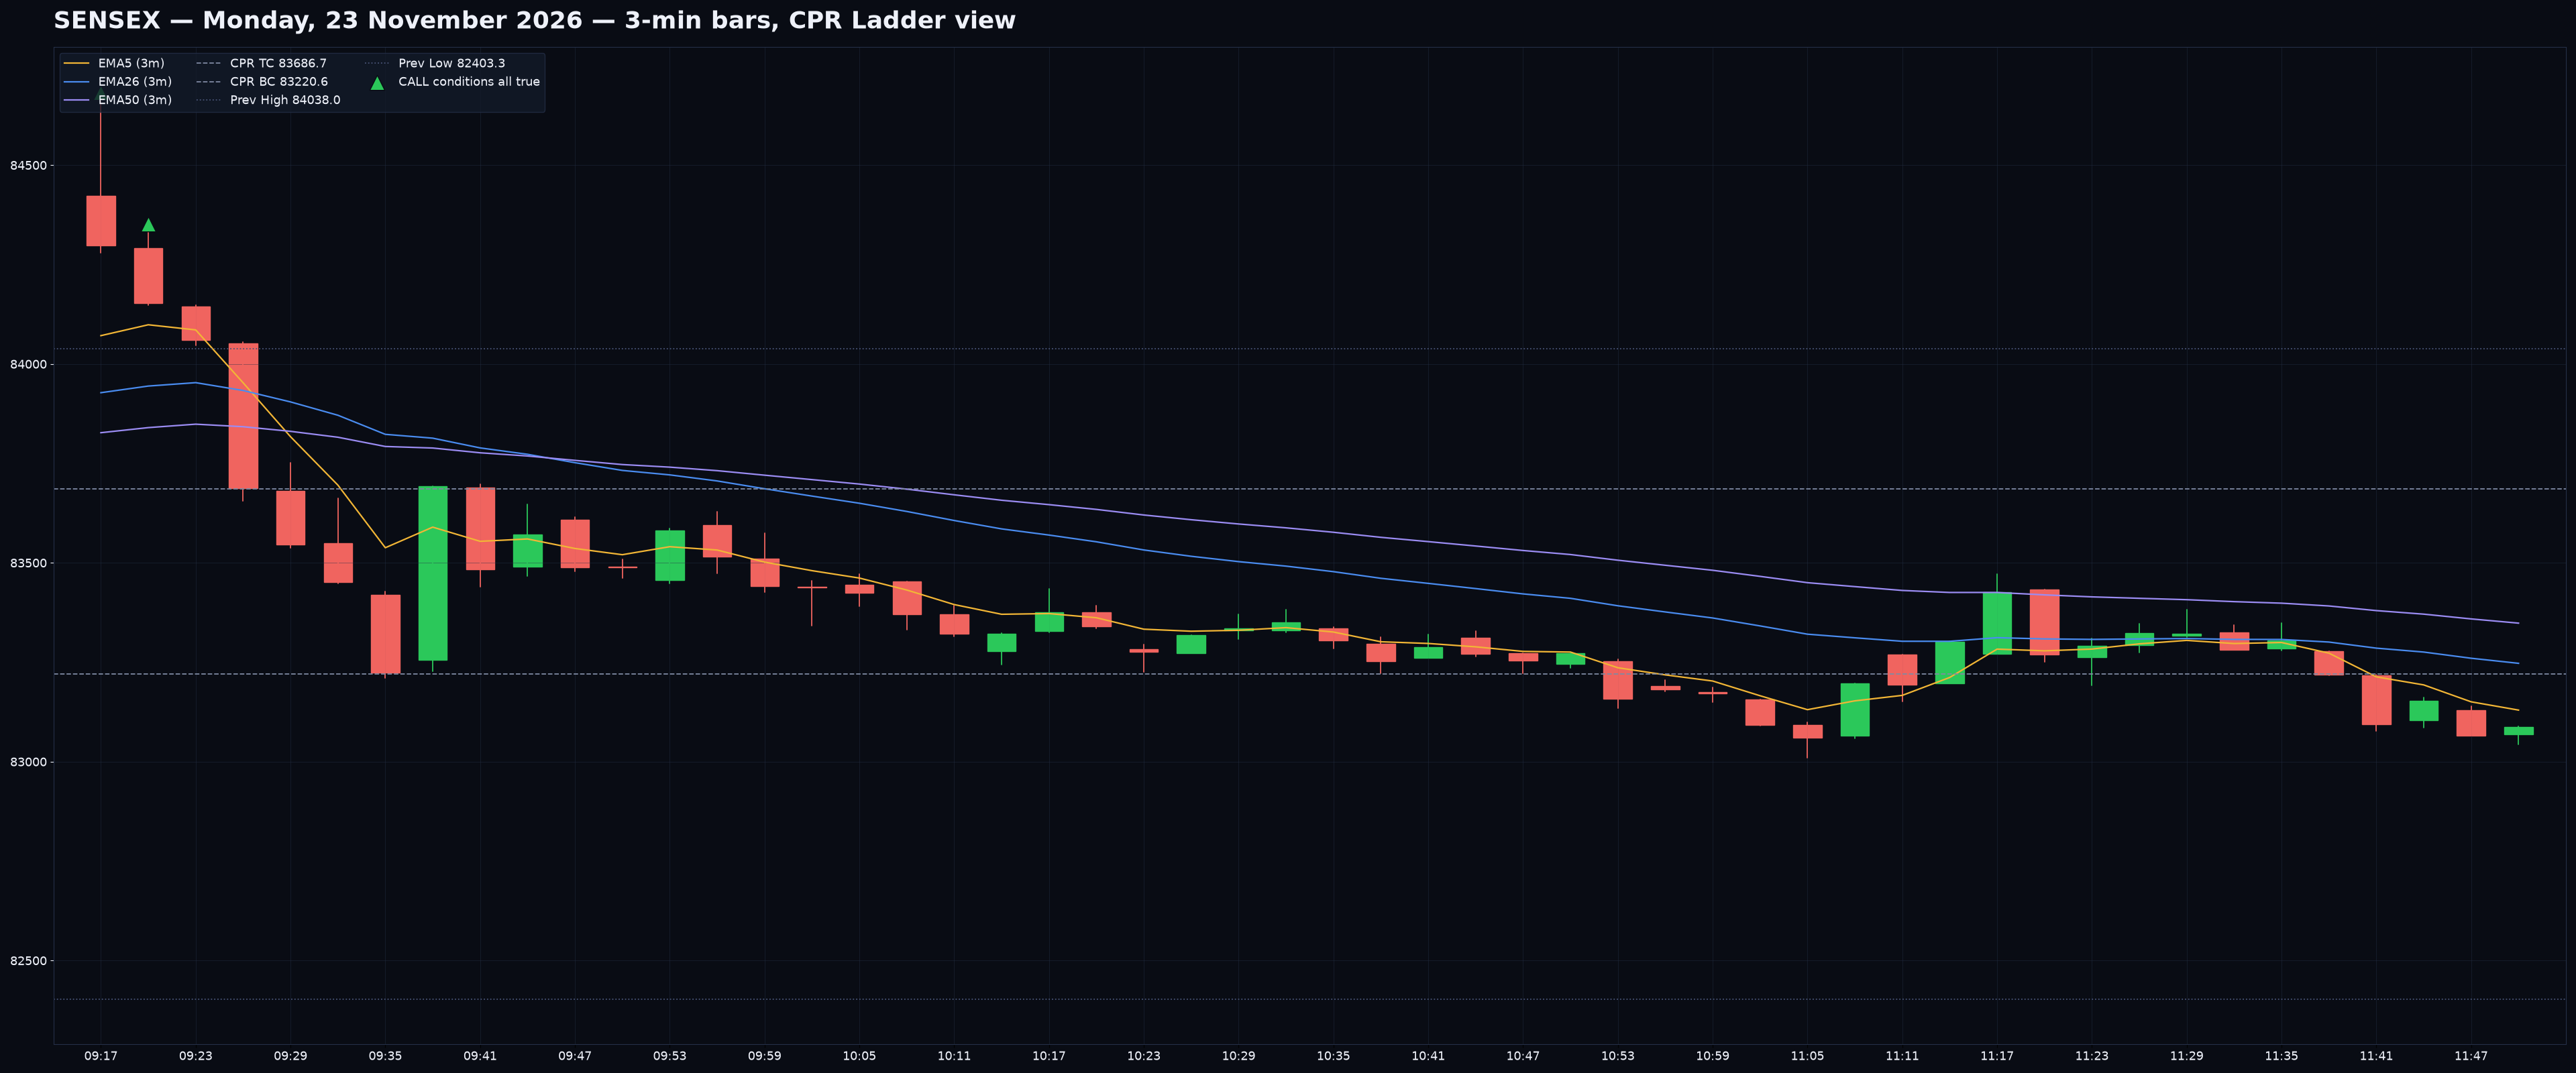 SENSEX — Monday, 23 November 2026 — 3-min bars, CPR Ladder view
EMA5 (3m)
EMA26 (3m)
EMA50 (3m)
CPR TC 83686.7
CPR BC 83220.6
Prev High 84038.0
Prev Low 82403.3
CALL conditions all true
84500
84000
83500
83000
82500
09:17 09:23 09:29 09:35 09:41 09:47 09:53 09:59 10:05 10:11 10:17 10:23 10:29 10:35 10:41 10:47 10:53 10:59 11:05 11:11 11:17 11:23 11:29 11:35 11:41 11:47